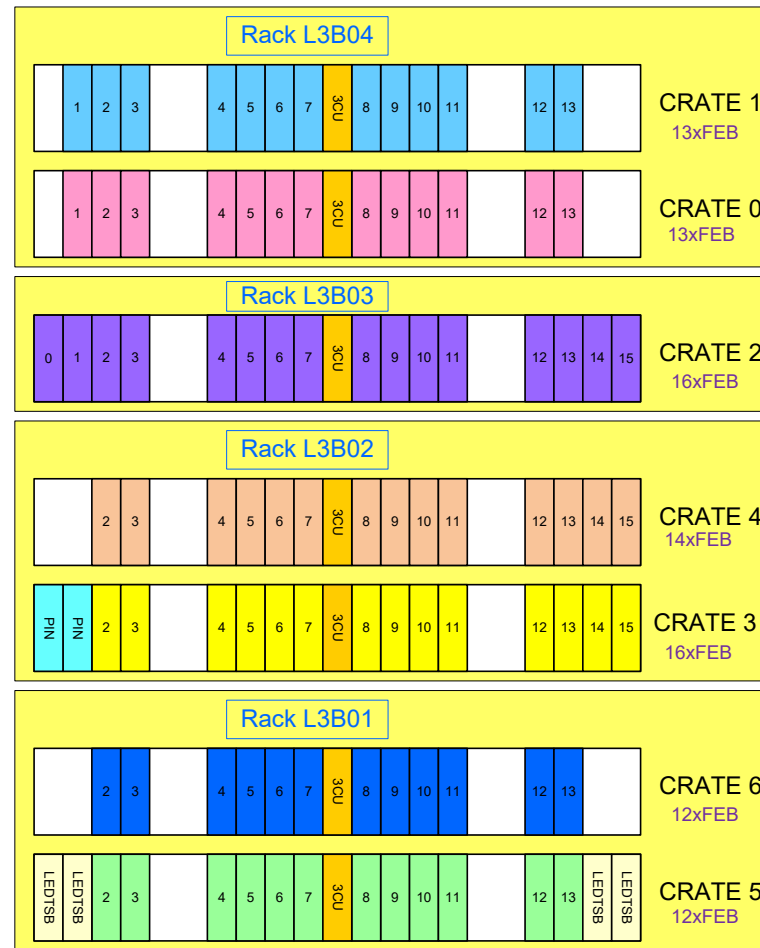 Rack L3B04
1 2 3 4 5 6 7 3CU 8 9 10 11 12 13 CRATE 1
13xFEB
1 2 3 4 5 6 7 3CU 8 9 10 11 12 13 CRATE 0
13xFEB
Rack L3B03
0 1 2 3 4 5 6 7 3CU 8 9 10 11 12 13 14 15 CRATE 2
16xFEB
Rack L3B02
2 3 4 5 6 7 3CU 8 9 10 11 12 13 14 15 CRATE 4
14xFEB
PIN PIN 2 3 4 5 6 7 3CU 8 9 10 11 12 13 14 15 CRATE 3
16xFEB
Rack L3B01
2 3 4 5 6 7 3CU 8 9 10 11 12 13 CRATE 6
12xFEB
LEDTSB LEDTSB 2 3 4 5 6 7 3CU 8 9 10 11 12 13 LEDTSB LEDTSB CRATE 5
12xFEB